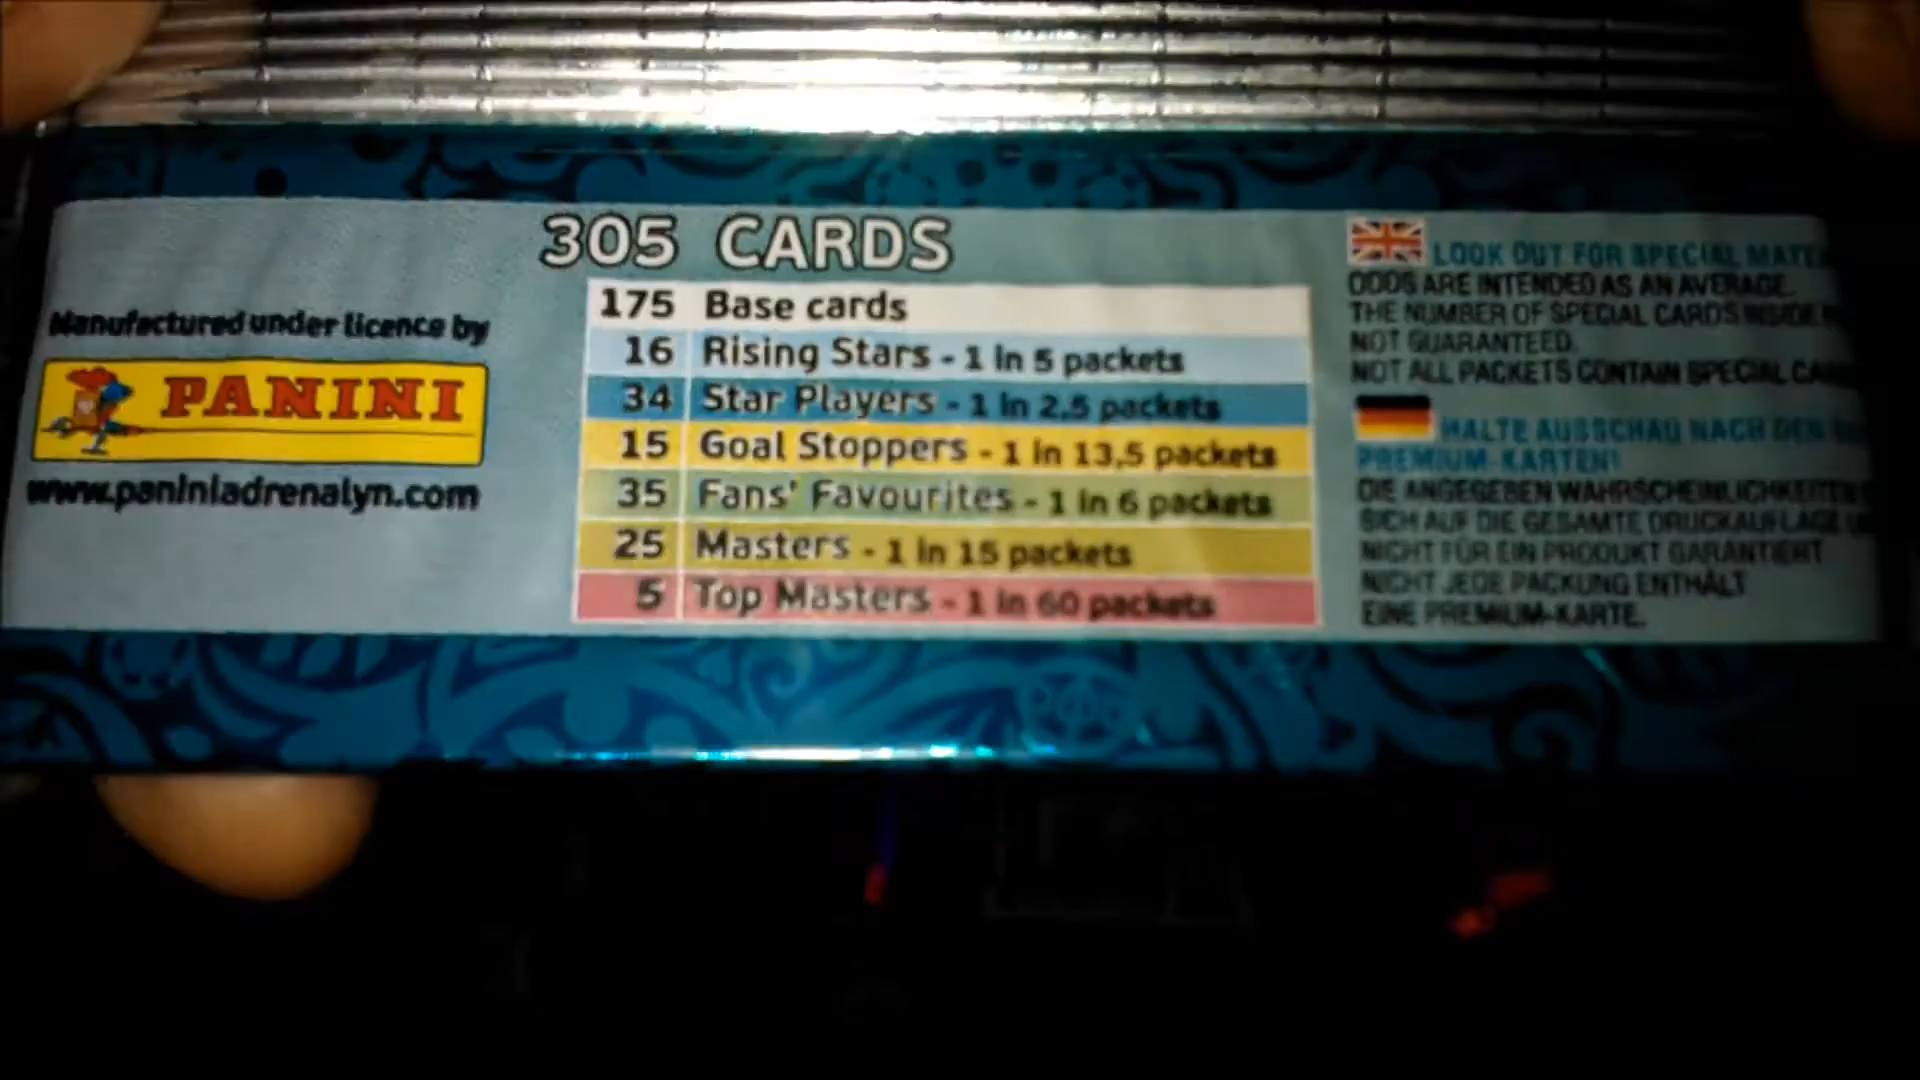 Manufactured under licence by
PANINI
www.paniniadrenalyn.com
305 CARDS
175 Base cards
16 Rising Stars - 1 in 5 packets
34 Star Players - 1 in 2,5 packets
15 Goal Stoppers - 1 in 13,5 packets
35 Fans' Favourites - 1 in 6 packets
25 Masters - 1 in 15 packets
5 Top Masters - 1 in 60 packets
LOOK OUT FOR SPECIAL
ODDS ARE INTENDED AS AN AVERAGE.
THE NUMBER OF SPECIAL CARDS INSIDE
NOT GUARANTEED.
NOT ALL PACKETS CONTAIN SPECIAL
HALTE AUSSCHAU NACH DEN
PREMIUM-KARTEN!
DIE ANGEGEBEN WAHRSCHEINLICHKEITEN
SICH AUF DIE GESAMTE DRUCKAUFLAGE
NICHT FÜR EIN PRODUKT GARANTIERT
NICHT JEDE PACKUNG ENTHÄLT
EINE PREMIUM-KARTE.